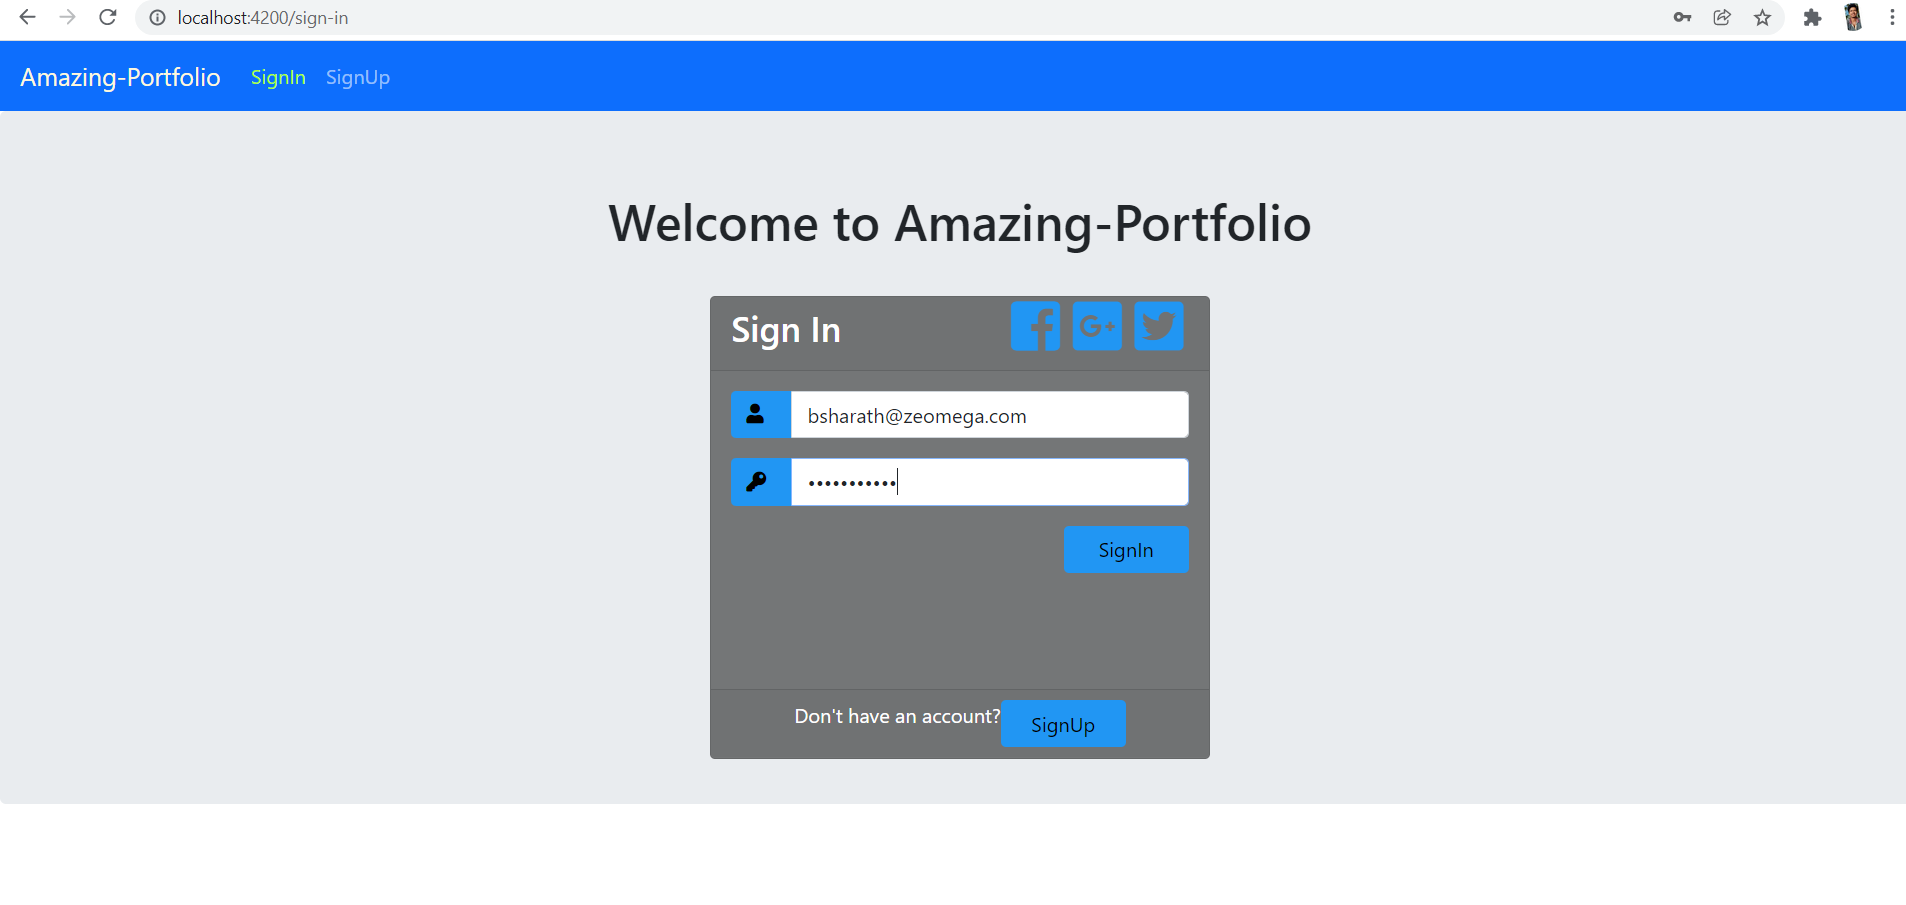 localhost:4200/sign-in
Amazing-Portfolio SignIn SignUp
Welcome to Amazing-Portfolio
Sign In
bsharath@zeomega.com
•••••••••••
SignIn
Don't have an account? SignUp